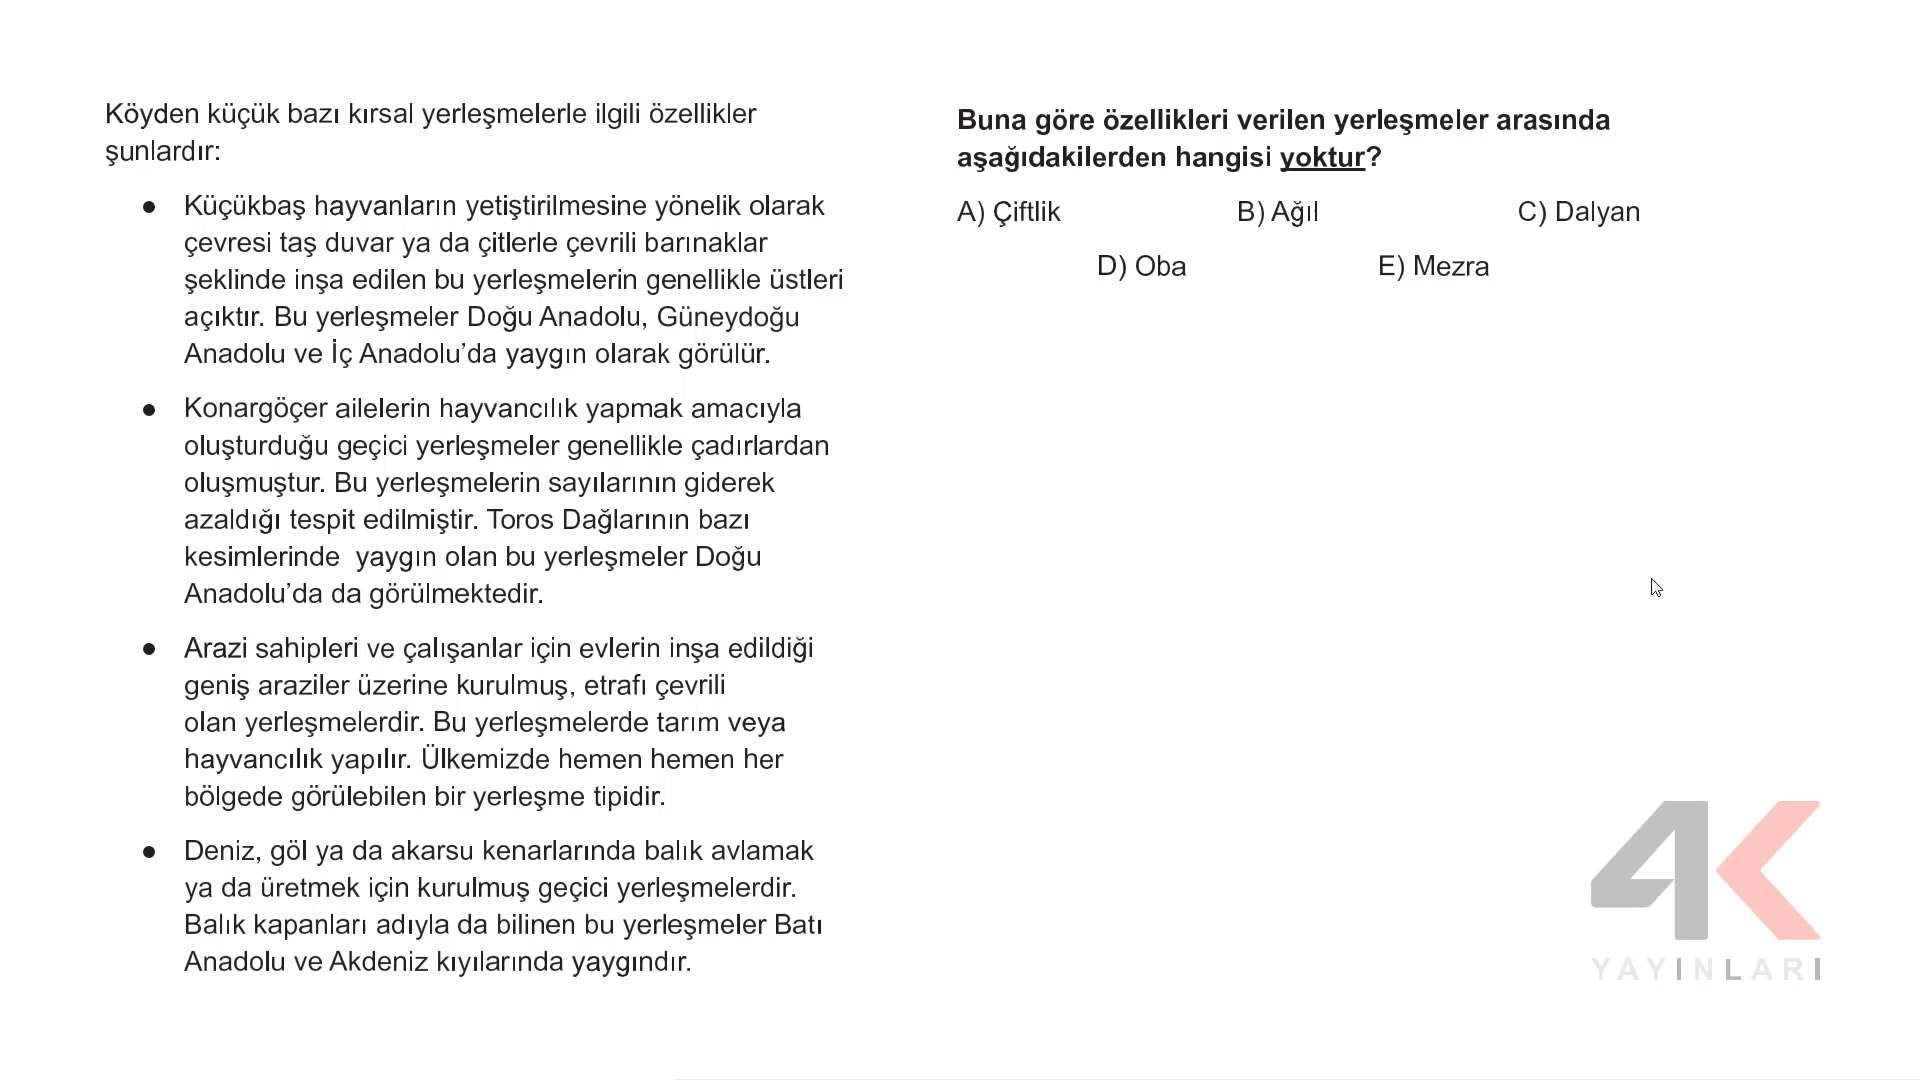 Köyden küçük bazı kırsal yerleşmelerle ilgili özellikler
şunlardır:
● Küçükbaş hayvanların yetiştirilmesine yönelik olarak
çevresi taş duvar ya da çitlerle çevrili barınaklar
şeklinde inşa edilen bu yerleşmelerin genellikle üstleri
açıktır. Bu yerleşmeler Doğu Anadolu, Güneydoğu
Anadolu ve İç Anadolu’da yaygın olarak görülür.
● Konargöçer ailelerin hayvancılık yapmak amacıyla
oluşturduğu geçici yerleşmeler genellikle çadırlardan
oluşmuştur. Bu yerleşmelerin sayılarının giderek
azaldığı tespit edilmiştir. Toros Dağlarının bazı
kesimlerinde yaygın olan bu yerleşmeler Doğu
Anadolu’da da görülmektedir.
● Arazi sahipleri ve çalışanlar için evlerin inşa edildiği
geniş araziler üzerine kurulmuş, etrafı çevrili
olan yerleşmelerdir. Bu yerleşmelerde tarım veya
hayvancılık yapılır. Ülkemizde hemen hemen her
bölgede görülebilen bir yerleşme tipidir.
● Deniz, göl ya da akarsu kenarlarında balık avlamak
ya da üretmek için kurulmuş geçici yerleşmelerdir.
Balık kapanları adıyla da bilinen bu yerleşmeler Batı
Anadolu ve Akdeniz kıyılarında yaygındır.
Buna göre özellikleri verilen yerleşmeler arasında
aşağıdakilerden hangisi yoktur?
A) Çiftlik B) Ağıl C) Dalyan
D) Oba E) Mezra
4K
YAYINLARI